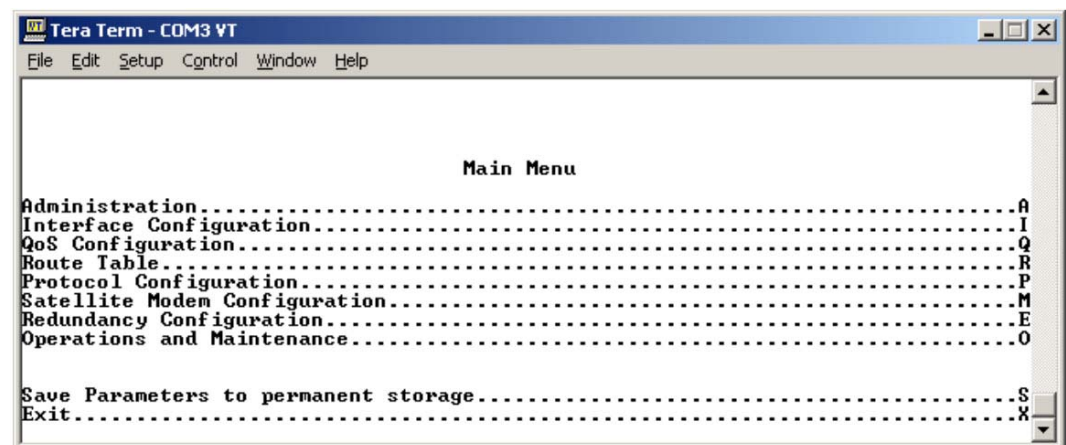 Tera Term - COM3 VT
File Edit Setup Control Window Help
Main Menu
Administration......................................................................................A
Interface Configuration.........................................................................I
QoS Configuration..................................................................................Q
Route Table..........................................................................................R
Protocol Configuration..........................................................................P
Satellite Modem Configuration..................................................................M
Redundancy Configuration.......................................................................E
Operations and Maintenance.....................................................................O
Save Parameters to permanent storage..........................................................S
Exit...................................................................................................X